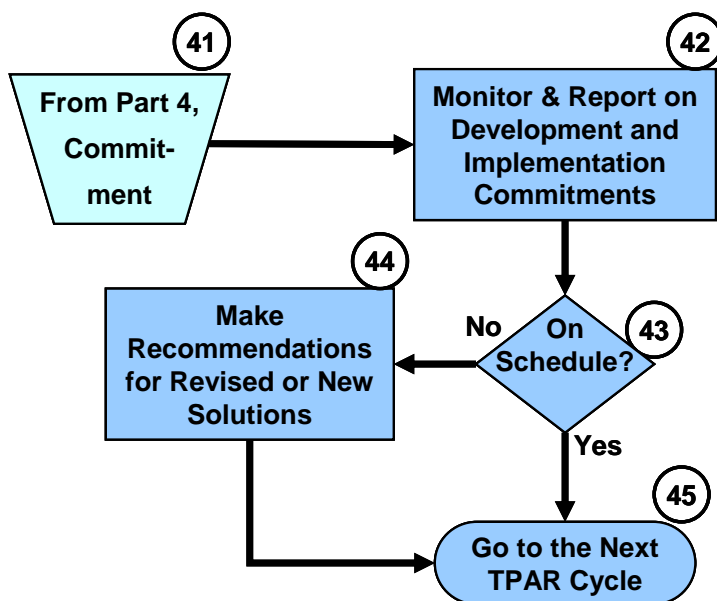 41
From Part 4,
Commit-
ment
42
Monitor & Report on
Development and
Implementation
Commitments
43
On
Schedule?
No
Yes
44
Make
Recommendations
for Revised or New
Solutions
45
Go to the Next
TPAR Cycle